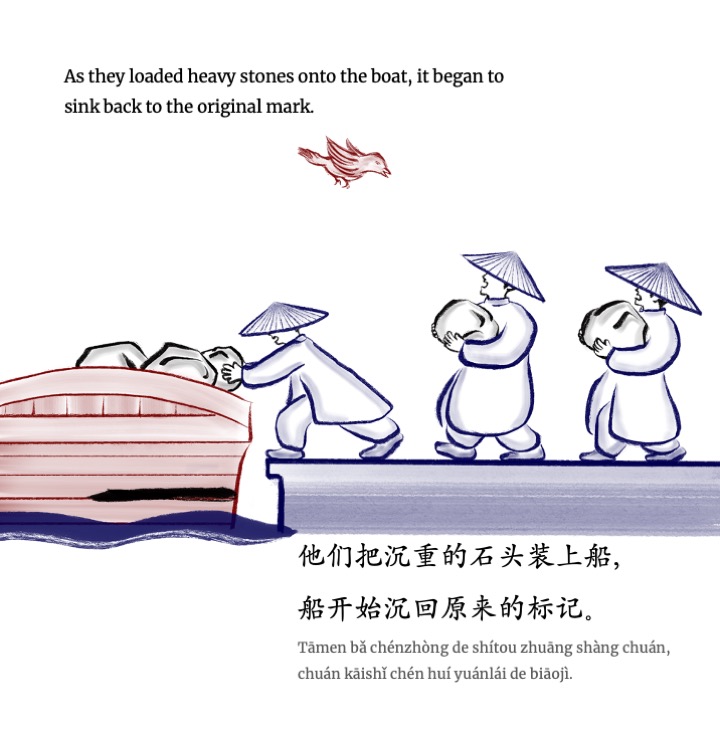 As they loaded heavy stones onto the boat, it began to
sink back to the original mark.
他们把沉重的石头装上船，
船开始沉回原来的标记。
Tāmen bǎ chénzhòng de shítou zhuāng shàng chuán,
chuán kāishǐ chén huí yuánlái de biāojì.